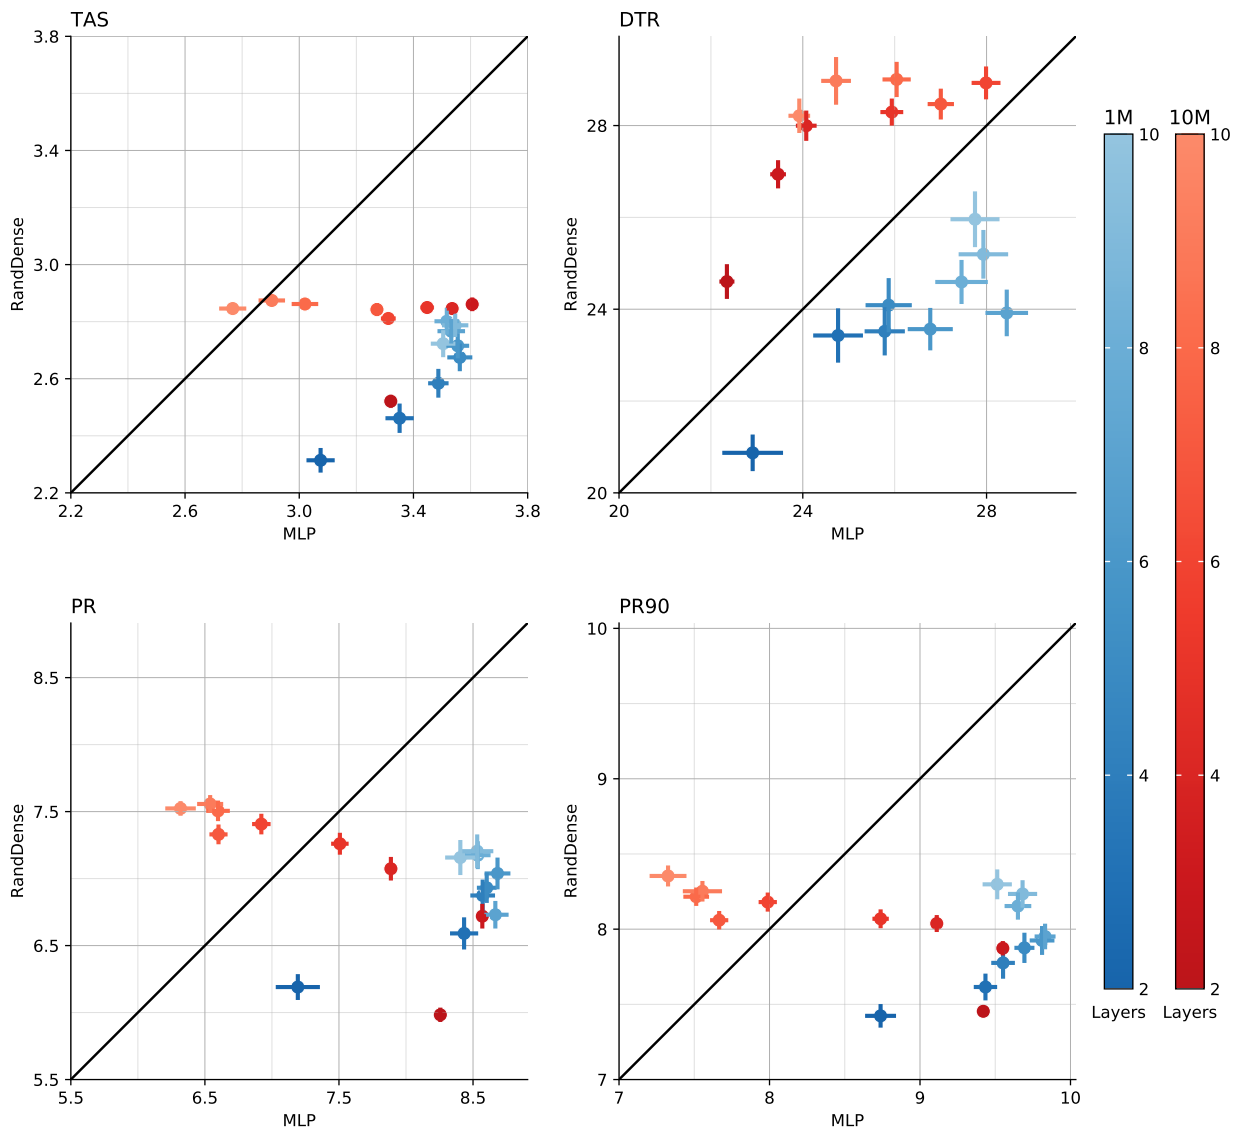 TAS
3.8
3.4
3.0
2.6
2.2
RandDense
2.2 2.6 3.0 3.4 3.8
MLP
DTR
28
24
20
RandDense
20 24 28
MLP
PR
8.5
7.5
6.5
5.5
RandDense
5.5 6.5 7.5 8.5
MLP
PR90
10
9
8
7
RandDense
7 8 9 10
MLP
1M 10M
10 10
8 8
6 6
4 4
2 2
Layers Layers